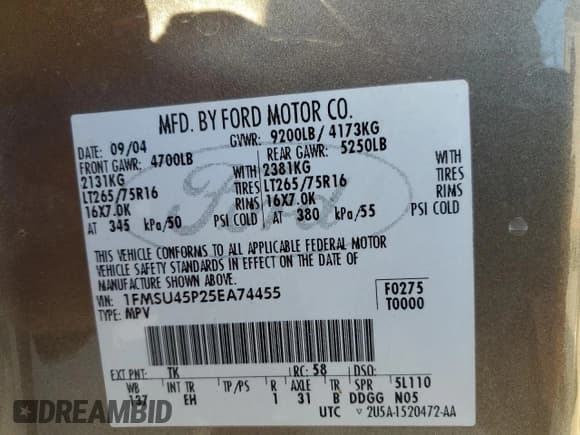 MFD. BY FORD MOTOR CO.
DATE: 09/04 GVWR: 9200LB/ 4173KG
FRONT GAWR: 4700LB REAR GAWR: 5250LB
2131KG WITH 2381KG WITH
LT265/75R16 TIRES LT265/75R16 TIRES
16X7.0K RIMS 16X7.0K RIMS
AT 345 kPa/50 PSI COLD AT 380 kPa/55 PSI COLD
Ford
THIS VEHICLE CONFORMS TO ALL APPLICABLE FEDERAL MOTOR
VEHICLE SAFETY STANDARDS IN EFFECT ON THE DATE OF
MANUFACTURE SHOWN ABOVE.
VIN: 1FMSU45P25EA74455 F0275
TYPE: MPV T0000
EXT PNT: TK RC: 58 DSO:
WB INT TR TP/PS R AXLE TR SPR 5L110
137 EH 1 31 B DDGG N05
UTC ▽ 2U5A-1520472-AA
DREAMBID